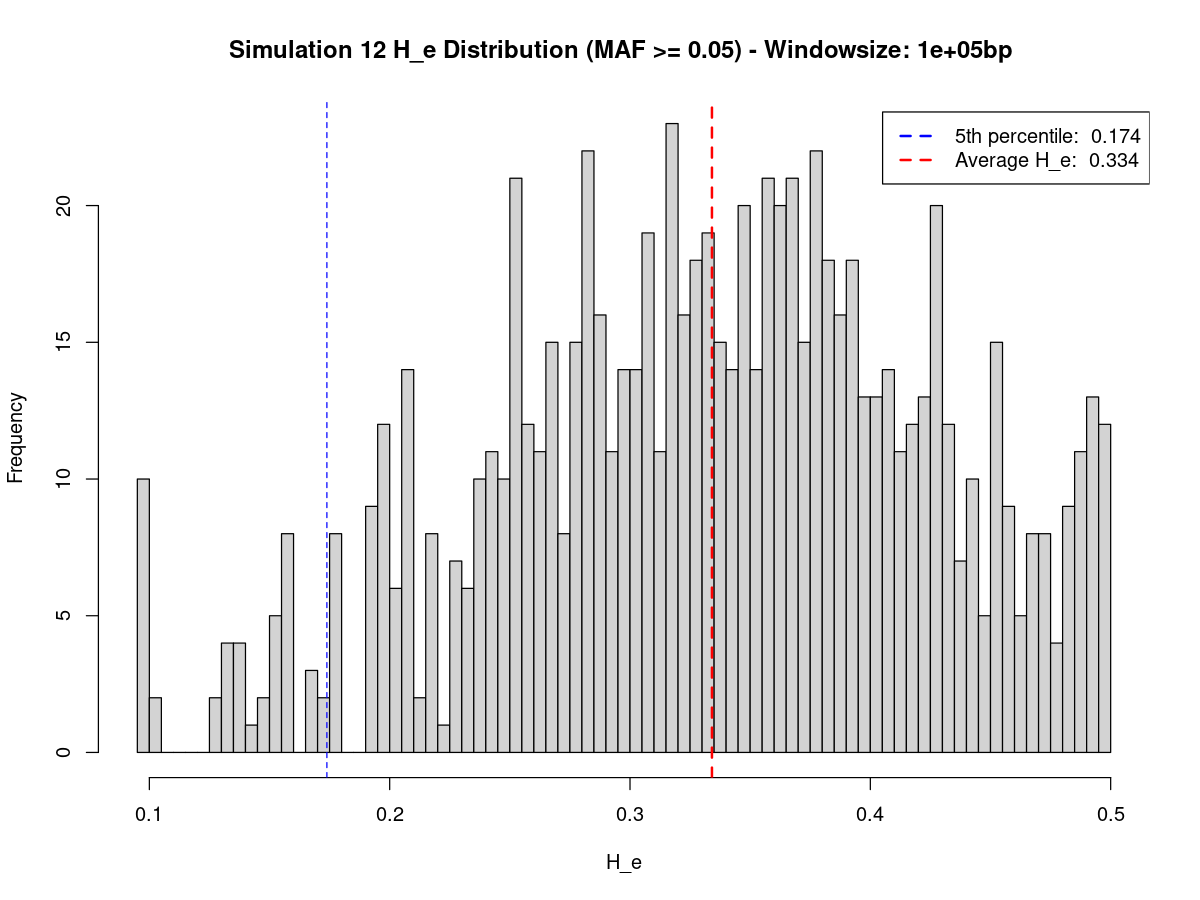 Simulation 12 H_e Distribution (MAF >= 0.05) - Windowsize: 1e+05bp
5th percentile: 0.174
Average H_e: 0.334
Frequency
20
15
10
5
0
0.1 0.2 0.3 0.4 0.5
H_e